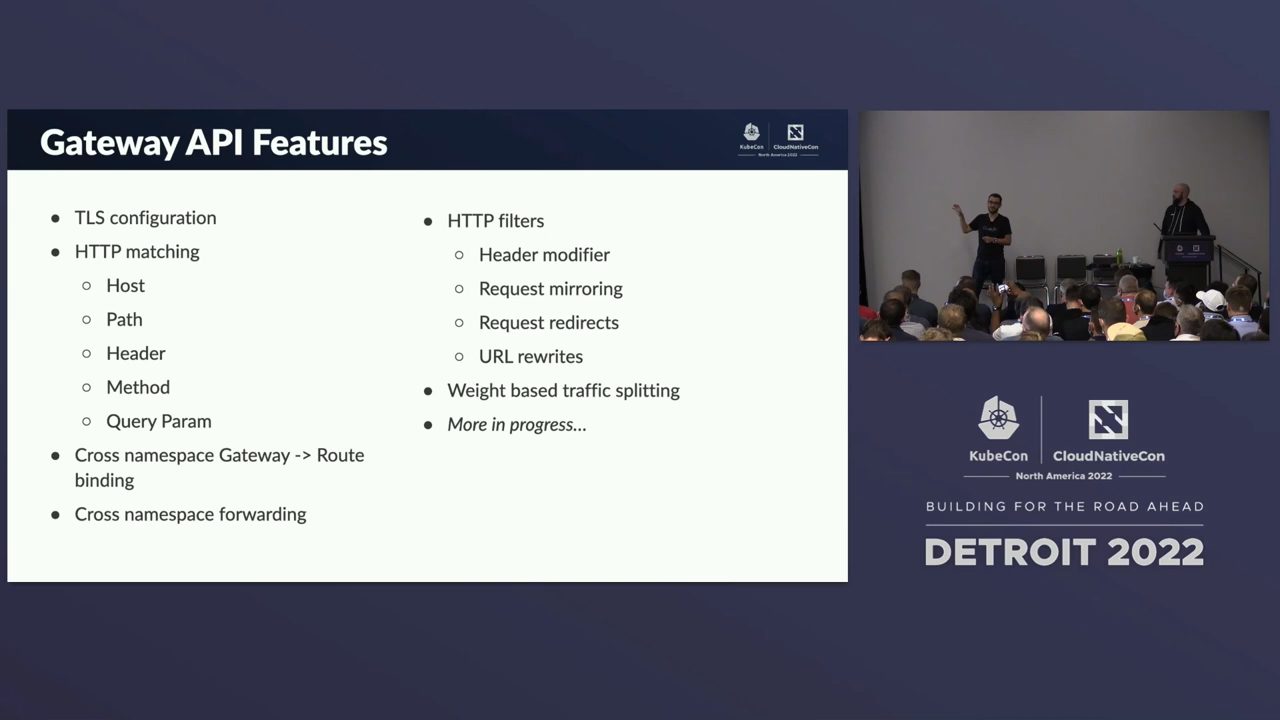 Gateway API Features
KubeCon
CloudNativeCon
North America 2022
● TLS configuration
● HTTP matching
○ Host
○ Path
○ Header
○ Method
○ Query Param
● Cross namespace Gateway -> Route
binding
● Cross namespace forwarding
● HTTP filters
○ Header modifier
○ Request mirroring
○ Request redirects
○ URL rewrites
● Weight based traffic splitting
● More in progress...
KubeCon
CloudNativeCon
North America 2022
BUILDING FOR THE ROAD AHEAD
DETROIT 2022